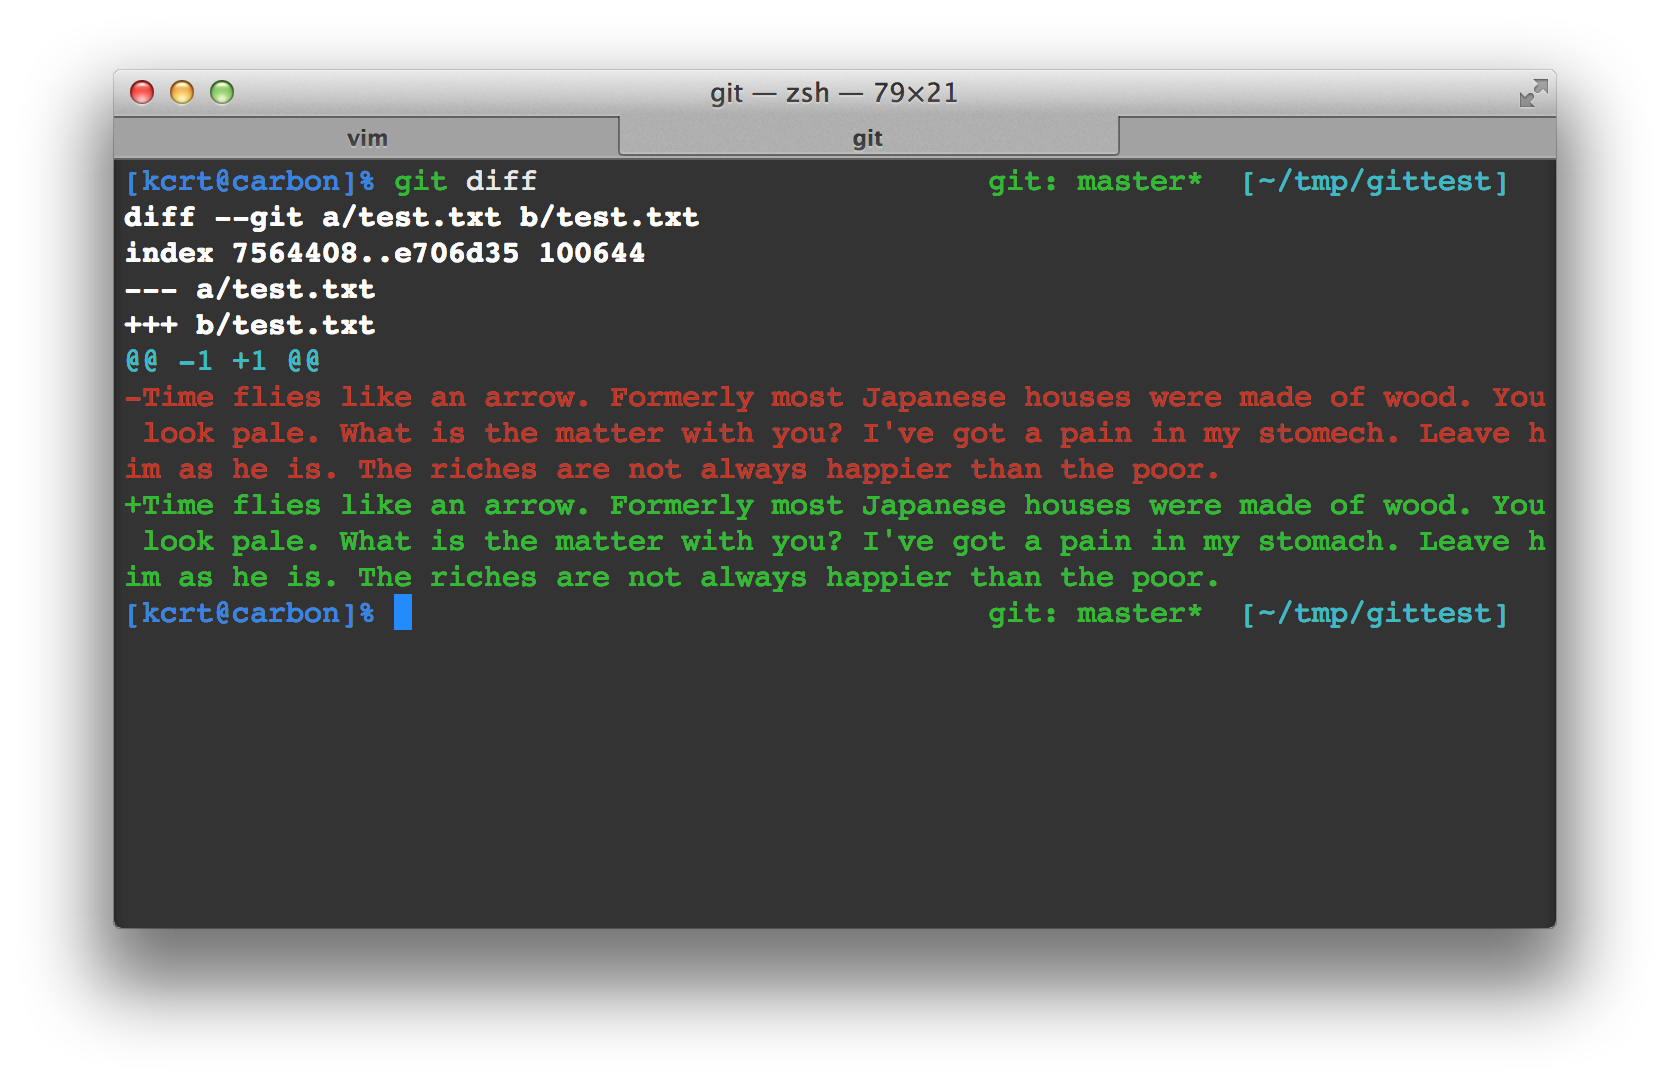 git — zsh — 79×21
vim git
[kcrt@carbon]% git diff git: master* [~/tmp/gittest]
diff --git a/test.txt b/test.txt
index 7564408..e706d35 100644
--- a/test.txt
+++ b/test.txt
@@ -1 +1 @@
-Time flies like an arrow. Formerly most Japanese houses were made of wood. You
 look pale. What is the matter with you? I've got a pain in my stomech. Leave h
im as he is. The riches are not always happier than the poor.
+Time flies like an arrow. Formerly most Japanese houses were made of wood. You
 look pale. What is the matter with you? I've got a pain in my stomach. Leave h
im as he is. The riches are not always happier than the poor.
[kcrt@carbon]% git: master* [~/tmp/gittest]